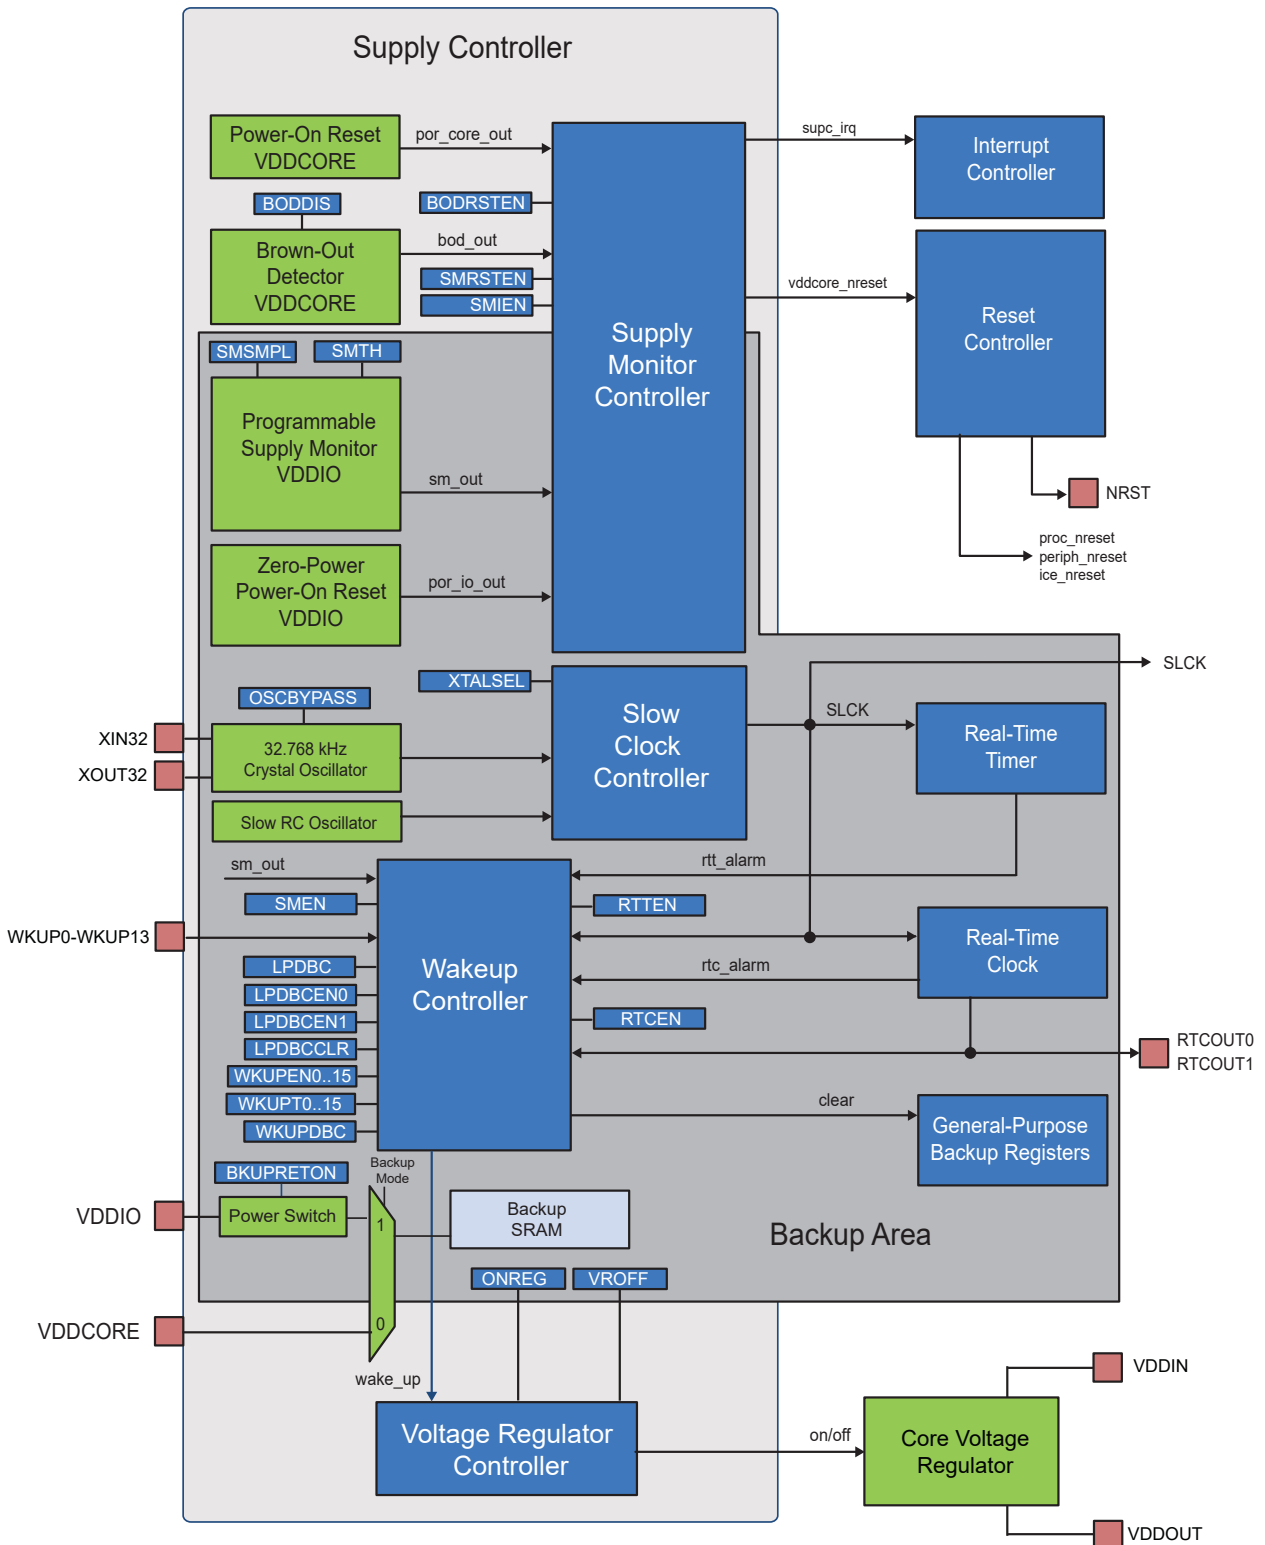 Supply Controller
Power-On Reset
VDDCORE
por_core_out
supc_irq
Interrupt
Controller
BODDIS
BODRSTEN
Brown-Out
Detector
VDDCORE
bod_out
SMRSTEN
SMIEN
vddcore_nreset
Reset
Controller
Supply
Monitor
Controller
SMSMPL
SMTH
Programmable
Supply Monitor
VDDIO
sm_out
NRST
proc_nreset
periph_nreset
ice_nreset
Zero-Power
Power-On Reset
VDDIO
por_io_out
SLCK
XTALSEL
OSCBYPASS
Slow
Clock
Controller
SLCK
Real-Time
Timer
XIN32
XOUT32
32.768 kHz
Crystal Oscillator
Slow RC Oscillator
sm_out
rtt_alarm
SMEN
RTTEN
WKUP0-WKUP13
Wakeup
Controller
Real-Time
Clock
LPDBC
rtc_alarm
LPDBCEN0
LPDBCEN1
RTCEN
LPDBCCLR
RTCOUT0
RTCOUT1
WKUPEN0..15
WKUPT0..15
clear
WKUPDBC
General-Purpose
Backup Registers
BKUPRETON
Backup
Mode
VDDIO
Power Switch
1
Backup
SRAM
Backup Area
ONREG
VROFF
VDDCORE
0
wake_up
VDDIN
Voltage Regulator
Controller
on/off
Core Voltage
Regulator
VDDOUT